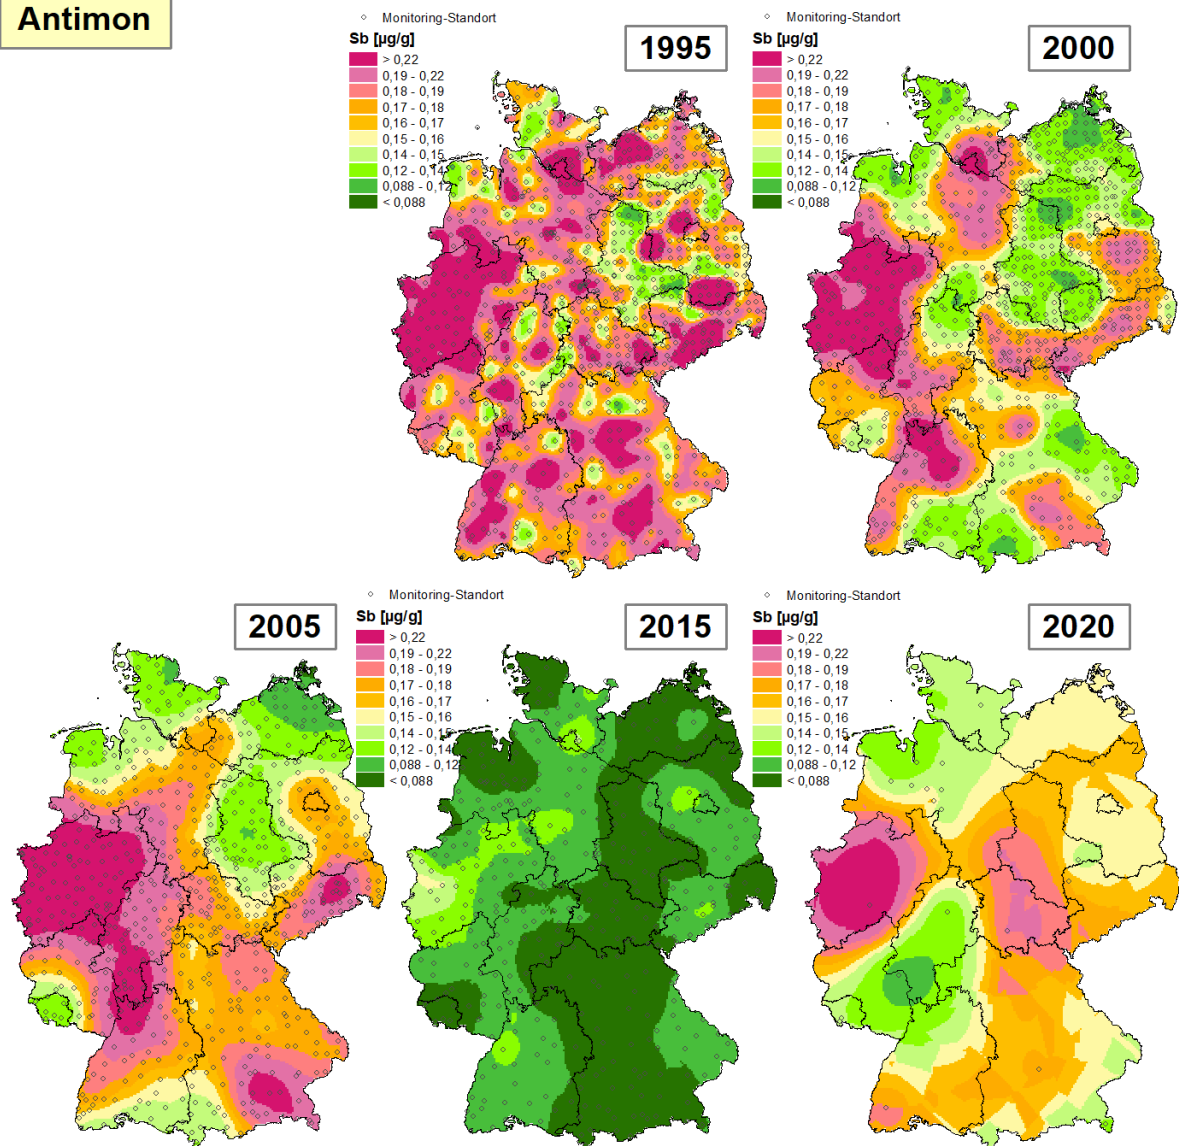 Antimon
Monitoring-Standort
Sb [µg/g]
> 0,22
0,19 - 0,22
0,18 - 0,19
0,17 - 0,18
0,16 - 0,17
0,15 - 0,16
0,14 - 0,15
0,12 - 0,14
0,088 - 0,12
< 0,088
1995
Monitoring-Standort
Sb [µg/g]
> 0,22
0,19 - 0,22
0,18 - 0,19
0,17 - 0,18
0,16 - 0,17
0,15 - 0,16
0,14 - 0,15
0,12 - 0,14
0,088 - 0,12
< 0,088
2000
2005
Monitoring-Standort
Sb [µg/g]
> 0,22
0,19 - 0,22
0,18 - 0,19
0,17 - 0,18
0,16 - 0,17
0,15 - 0,16
0,14 - 0,15
0,12 - 0,14
0,088 - 0,12
< 0,088
2015
Monitoring-Standort
Sb [µg/g]
> 0,22
0,19 - 0,22
0,18 - 0,19
0,17 - 0,18
0,16 - 0,17
0,15 - 0,16
0,14 - 0,15
0,12 - 0,14
0,088 - 0,12
< 0,088
2020